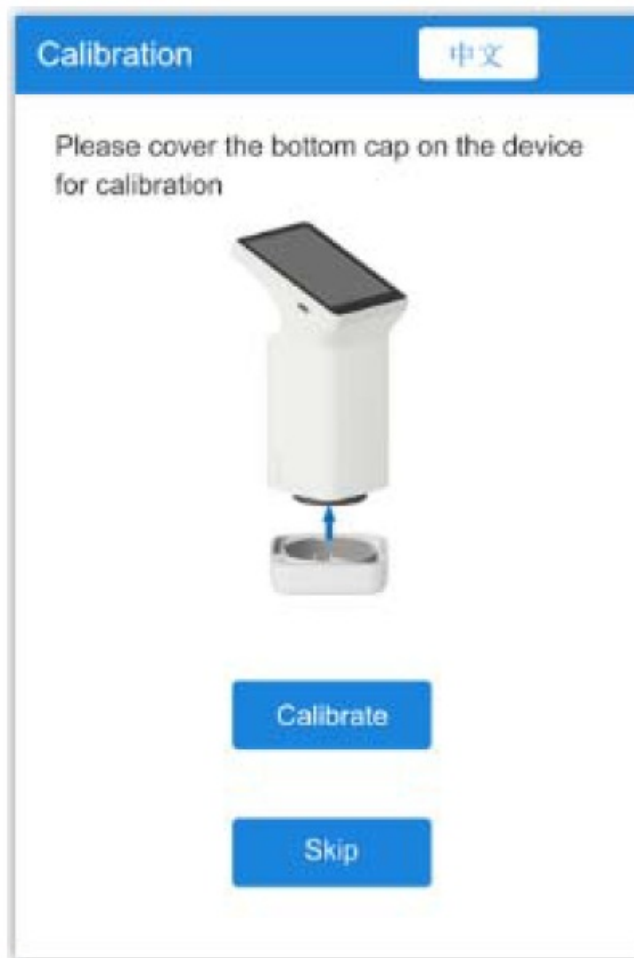 Calibration
中文
Please cover the bottom cap on the device
for calibration
Calibrate
Skip